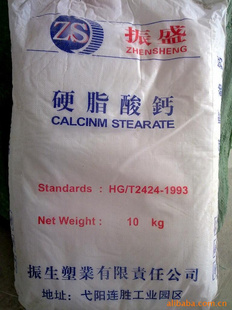 ZS
振盛
ZHENSHENG
硬脂酸鈣
CALCINM STEARATE
Standards : HG/T2424-1993
Net Weight: 10 kg
振生塑業有限責任公司
地址: 弋阳连胜工业园区